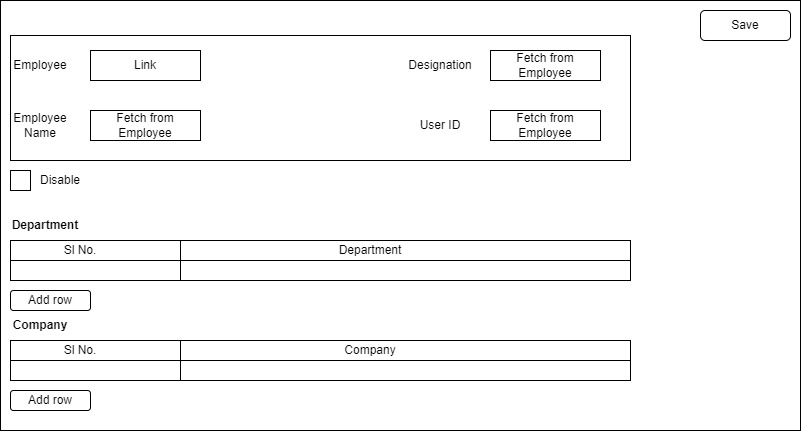 Save
Employee
Link
Designation
Fetch from
Employee
Employee
Name
Fetch from
Employee
User ID
Fetch from
Employee
Disable
Department
Sl No.
Department
Add row
Company
Sl No.
Company
Add row